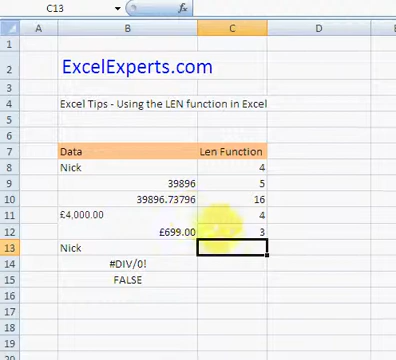 C13 fx
A B C D E
1
2 ExcelExperts.com
3
4 Excel Tips - Using the LEN function in Excel
5
6
7 Data Len Function
8 Nick 4
9 39896 5
10 39896.73796 16
11 £4,000.00 4
12 £699.00 3
13 Nick
14 #DIV/0!
15 FALSE
16
17
18
19
20